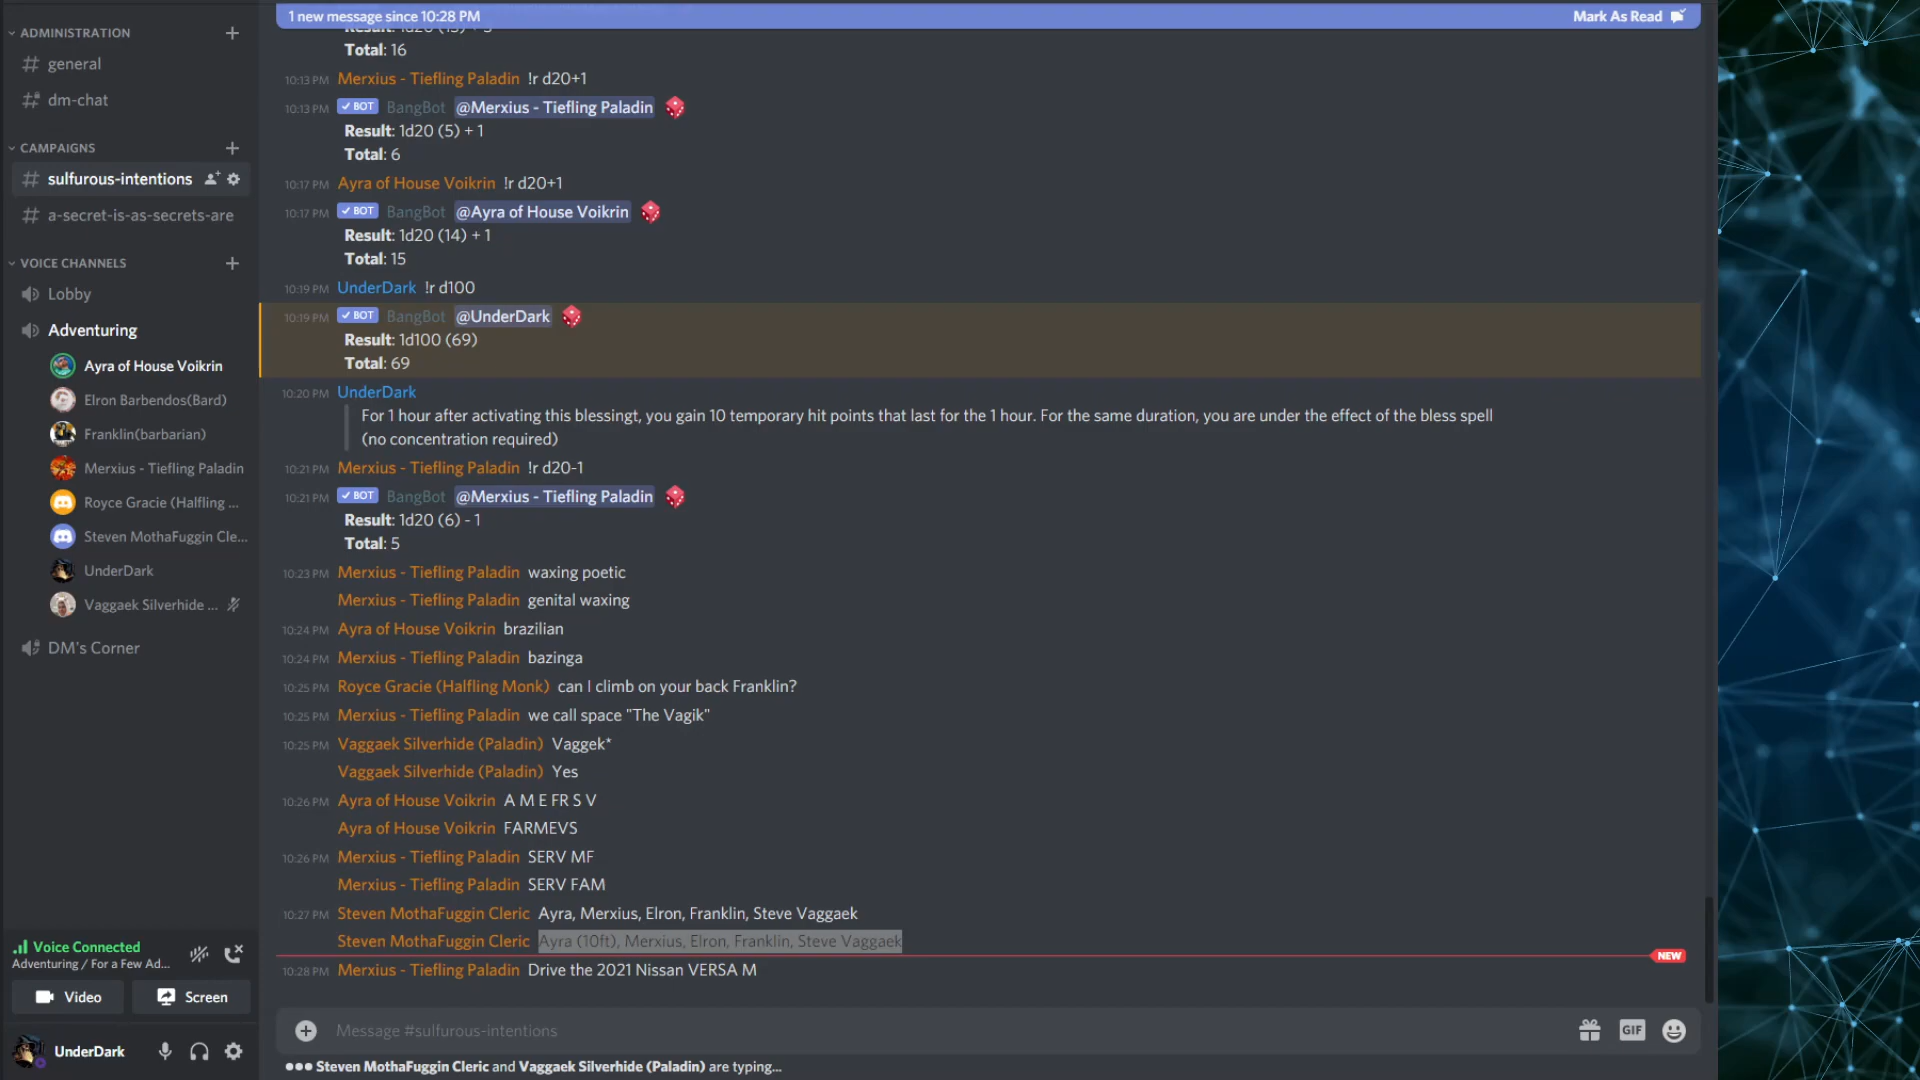 ADMINISTRATION
general
dm-chat
CAMPAIGNS
sulfurous-intentions
a-secret-is-as-secrets-are
VOICE CHANNELS
Lobby
Adventuring
Ayra of House Voikrin
Elron Barbendos(Bard)
Franklin(barbarian)
Merxius - Tiefling Paladin
Royce Gracie (Halfling ...
Steven MothaFuggin Cle...
UnderDark
Vaggaek Silverhide ...
DM's Corner
Voice Connected
Adventuring / For a Few Ad...
Video
Screen
UnderDark
1 new message since 10:28 PM
Mark As Read
Total: 16
10:13 PM Merxius - Tiefling Paladin !r d20+1
10:13 PM BOT BangBot @Merxius - Tiefling Paladin
Result: 1d20 (5) + 1
Total: 6
10:17 PM Ayra of House Voikrin !r d20+1
10:17 PM BOT BangBot @Ayra of House Voikrin
Result: 1d20 (14) + 1
Total: 15
10:19 PM UnderDark !r d100
10:19 PM BOT BangBot @UnderDark
Result: 1d100 (69)
Total: 69
10:20 PM UnderDark
For 1 hour after activating this blessingt, you gain 10 temporary hit points that last for the 1 hour. For the same duration, you are under the effect of the bless spell
(no concentration required)
10:21 PM Merxius - Tiefling Paladin !r d20-1
10:21 PM BOT BangBot @Merxius - Tiefling Paladin
Result: 1d20 (6) - 1
Total: 5
10:23 PM Merxius - Tiefling Paladin waxing poetic
Merxius - Tiefling Paladin genital waxing
10:24 PM Ayra of House Voikrin brazilian
10:24 PM Merxius - Tiefling Paladin bazinga
10:25 PM Royce Gracie (Halfling Monk) can I climb on your back Franklin?
10:25 PM Merxius - Tiefling Paladin we call space "The Vagik"
10:25 PM Vaggaek Silverhide (Paladin) Vaggek*
Vaggaek Silverhide (Paladin) Yes
10:26 PM Ayra of House Voikrin A M E FR S V
Ayra of House Voikrin FARMEVS
10:26 PM Merxius - Tiefling Paladin SERV MF
Merxius - Tiefling Paladin SERV FAM
10:27 PM Steven MothaFuggin Cleric Ayra, Merxius, Elron, Franklin, Steve Vaggaek
Steven MothaFuggin Cleric Ayra (10ft), Merxius, Elron, Franklin, Steve Vaggaek
NEW
10:28 PM Merxius - Tiefling Paladin Drive the 2021 Nissan VERSA M
Message #sulfurous-intentions
GIF
Steven MothaFuggin Cleric and Vaggaek Silverhide (Paladin) are typing...